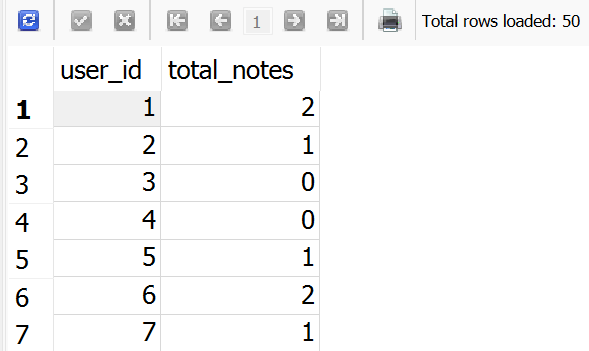 1 Total rows loaded: 50
user_id total_notes
1 1 2
2 2 1
3 3 0
4 4 0
5 5 1
6 6 2
7 7 1